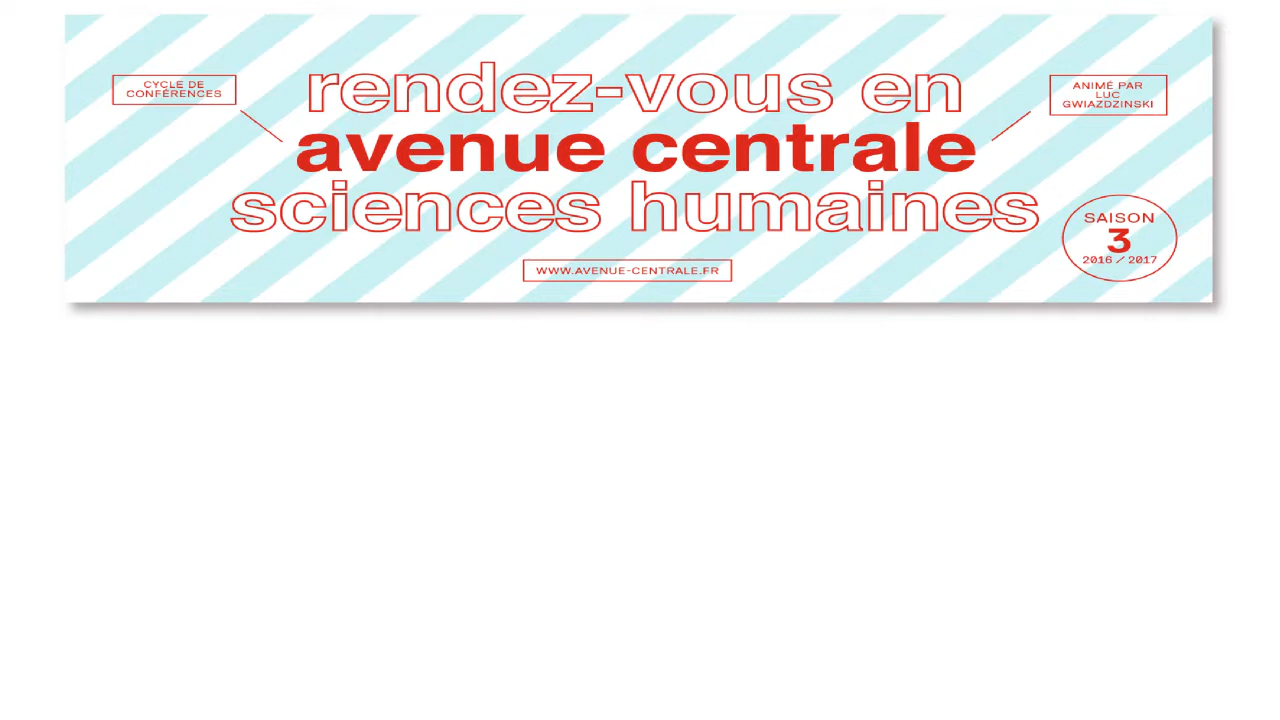 CYCLE DE
CONFÉRENCES
rendez-vous en
avenue centrale
sciences humaines
ANIMÉ PAR
LUC
GWIAZDZINSKI
SAISON
3
2016 / 2017
WWW.AVENUE-CENTRALE.FR